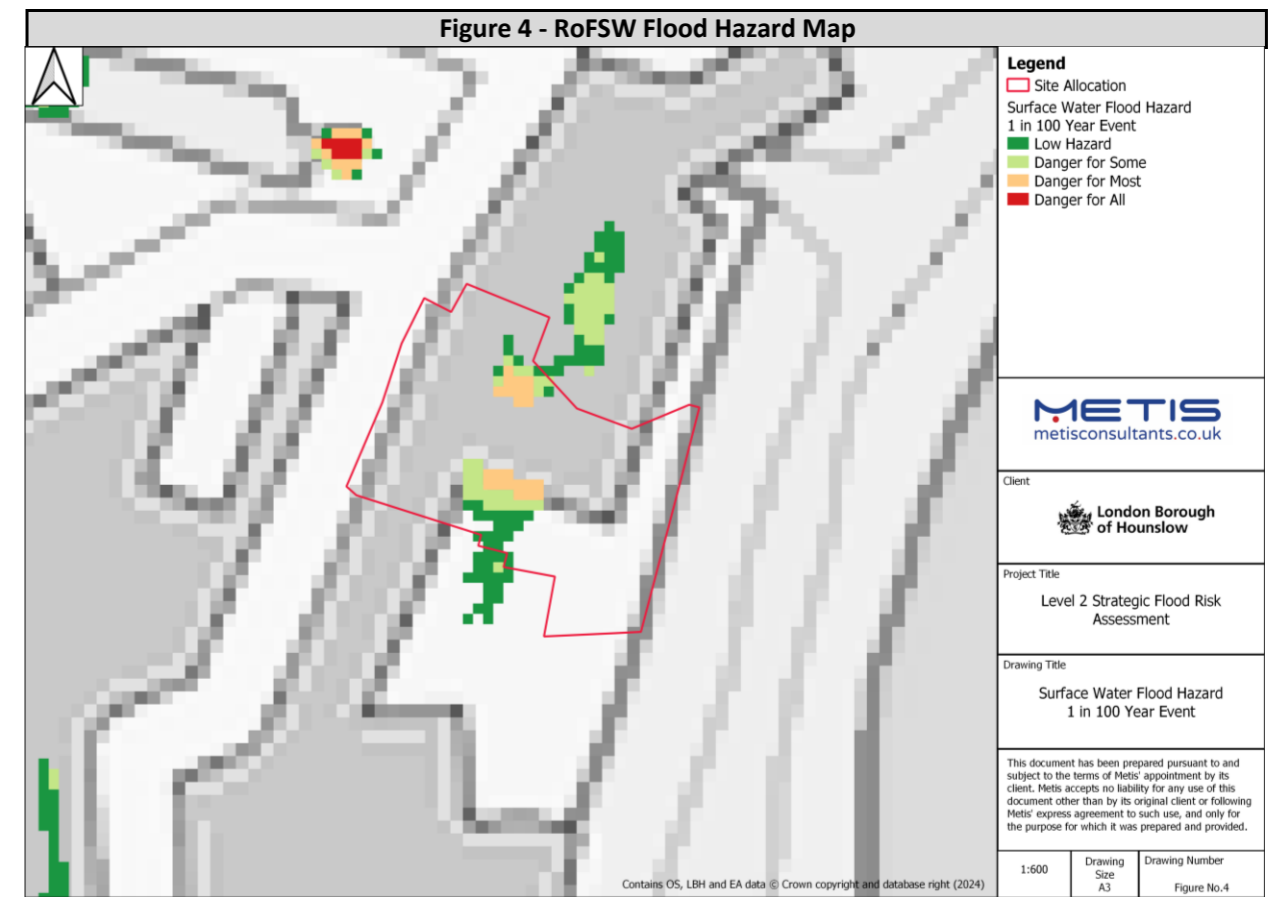 Figure 4 - RoFSW Flood Hazard Map
Legend
Site Allocation
Surface Water Flood Hazard
1 in 100 Year Event
Low Hazard
Danger for Some
Danger for Most
Danger for All
METIS
metisconsultants.co.uk
Client
London Borough
of Hounslow
Project Title
Level 2 Strategic Flood Risk
Assessment
Drawing Title
Surface Water Flood Hazard
1 in 100 Year Event
This document has been prepared pursuant to and
subject to the terms of Metis' appointment by its
client. Metis accepts no liability for any use of this
document other than by its original client or following
Metis' express agreement to such use, and only for
the purpose for which it was prepared and provided.
1:600
Drawing
Size
A3
Drawing Number
Figure No.4
Contains OS, LBH and EA data © Crown copyright and database right (2024)